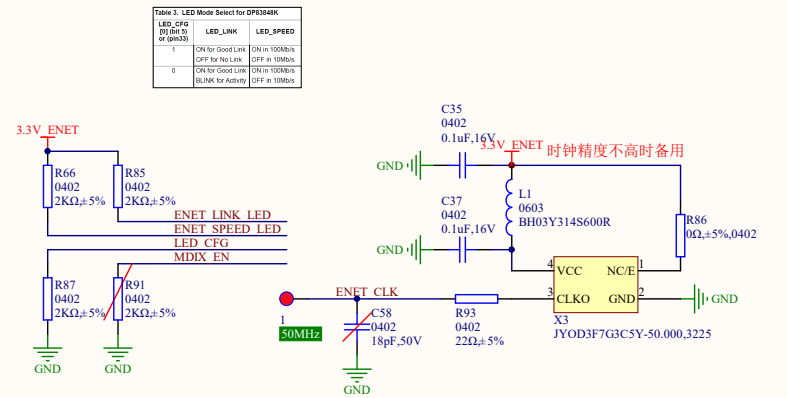 Table 3. LED Mode Select for DP83848K
LED_CFG [0] (bit 5) or (pin33) LED_LINK LED_SPEED
1 ON for Good Link ON in 100Mb/s
OFF for No Link OFF in 10Mb/s
0 ON for Good Link ON in 100Mb/s
BLINK for Activity OFF in 10Mb/s
3.3V_ENET
R66
0402
2KΩ,±5%
R85
0402
2KΩ,±5%
ENET_LINK_LED
ENET_SPEED_LED
LED_CFG
MDIX_EN
R87
0402
2KΩ,±5%
R91
0402
2KΩ,±5%
GND
GND
C35
0402
0.1uF,16V
GND
3.3V_ENET
时钟精度不高时备用
C37
0402
0.1uF,16V
GND
L1
0603
BH03Y314S600R
R86
0Ω,±5%,0402
4 VCC NC/E 1
3 CLKO GND 2
GND
X3
JYOD3F7G3C5Y-50.000,3225
ENET_CLK
1
50MHz
C58
0402
18pF,50V
GND
R93
0402
22Ω,±5%